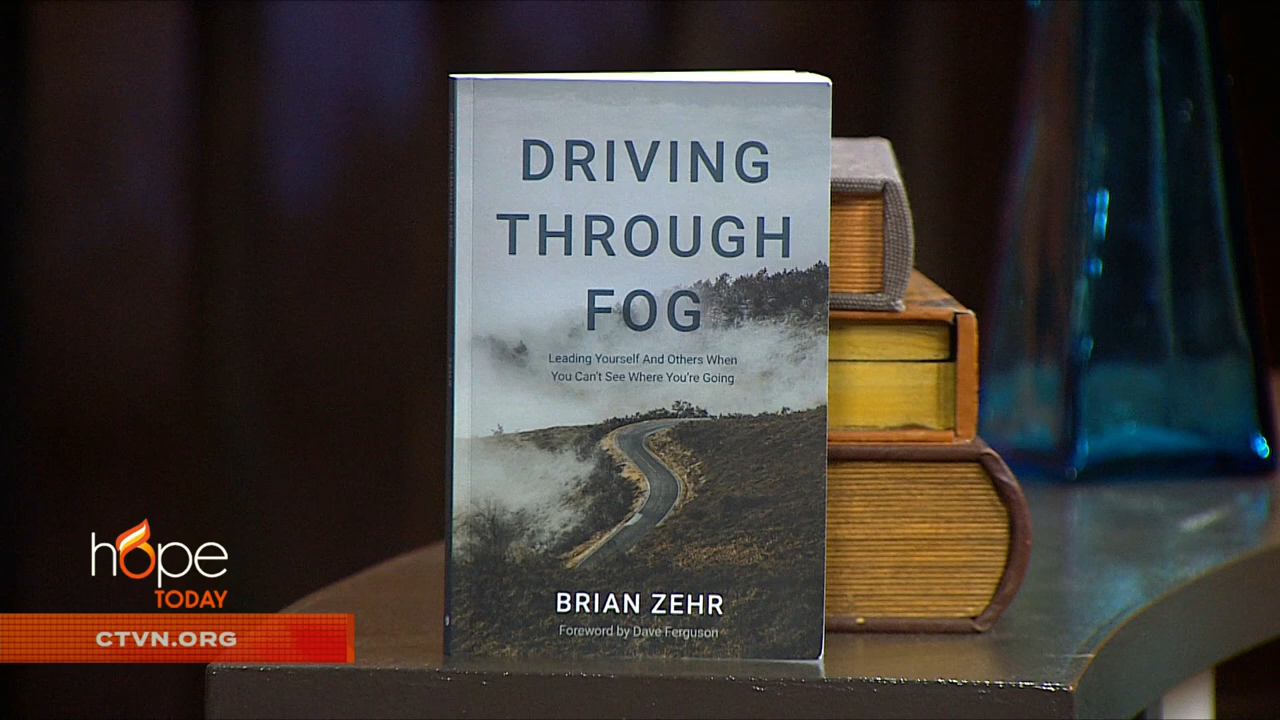 DRIVING
THROUGH
FOG
Leading Yourself And Others When
You Can't See Where You're Going
BRIAN ZEHR
Foreword by Dave Ferguson
hope
TODAY
CTVN.ORG